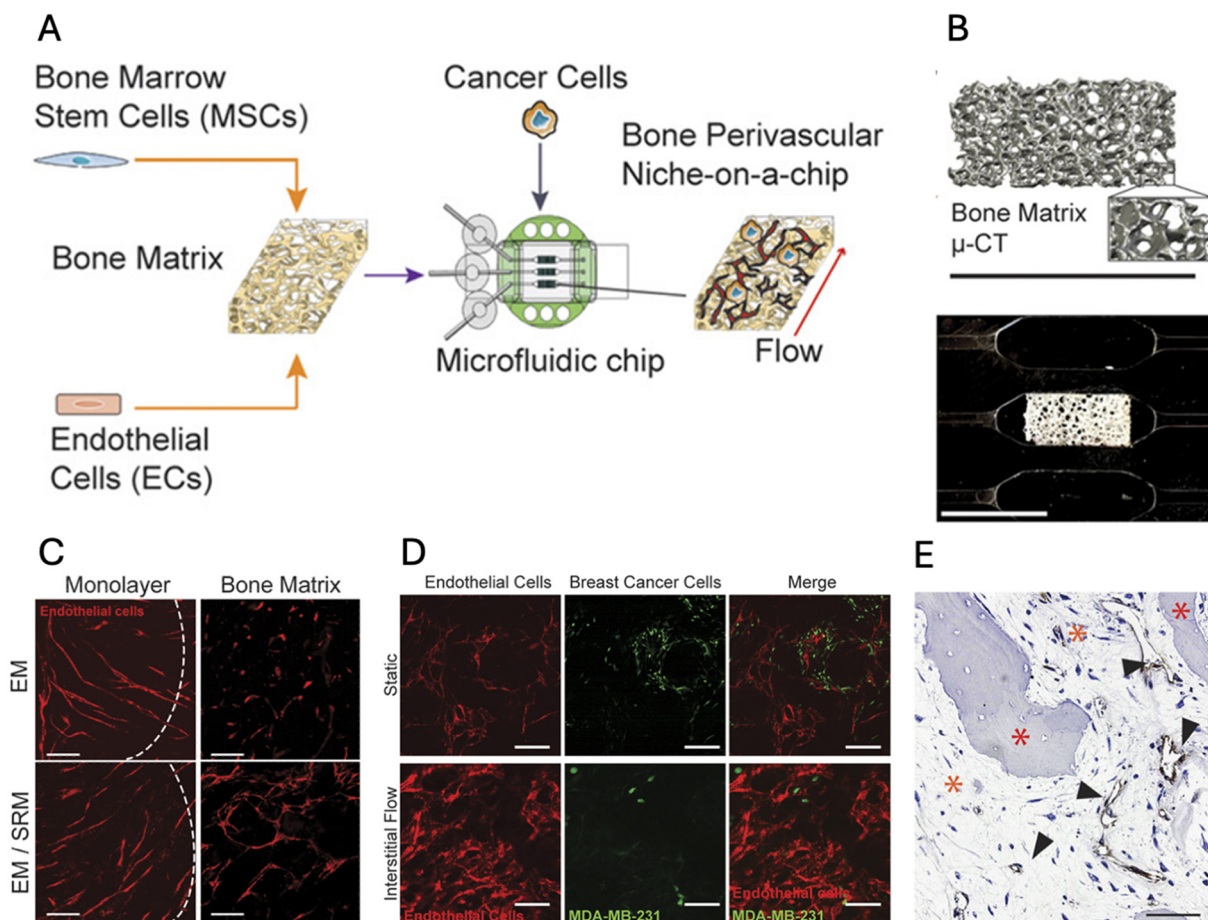 A
Bone Marrow
Stem Cells (MSCs)
Bone Matrix
Endothelial
Cells (ECs)
Cancer Cells
Microfluidic chip
Bone Perivascular
Niche-on-a-chip
Flow
B
Bone Matrix
μ-CT
C
Monolayer
Bone Matrix
EM
Endothelial cells
EM / SRM
D
Endothelial Cells
Breast Cancer Cells
Merge
Static
Interstitial Flow
Endothelial Cells
MDA-MB-231
Endothelial cells
MDA-MB-231
E
*
*
*
*